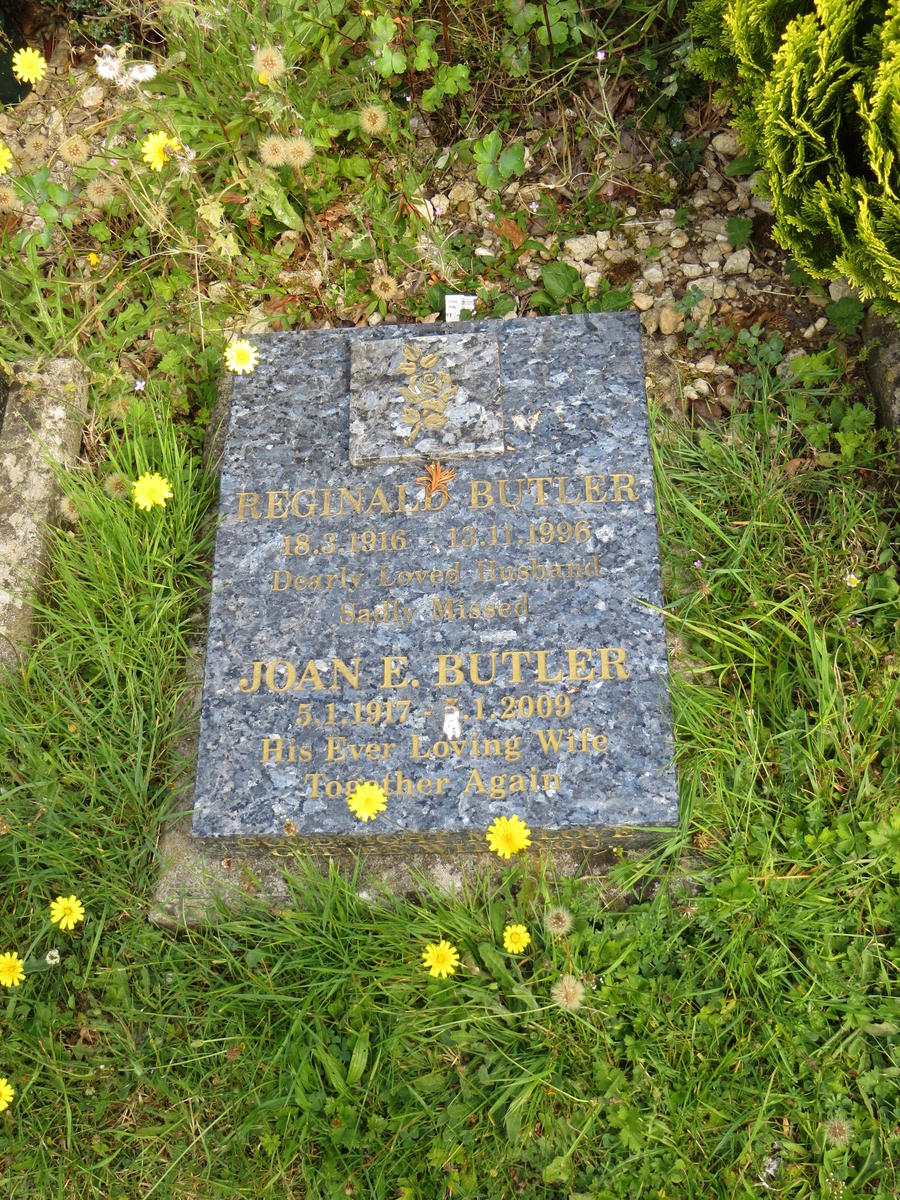 REGINALD BUTLER
18.3.1916 - 13.11.1996
Dearly Loved Husband
Sadly Missed
JOAN E. BUTLER
5.1.1917 - 5.1.2009
His Ever Loving Wife
Together Again